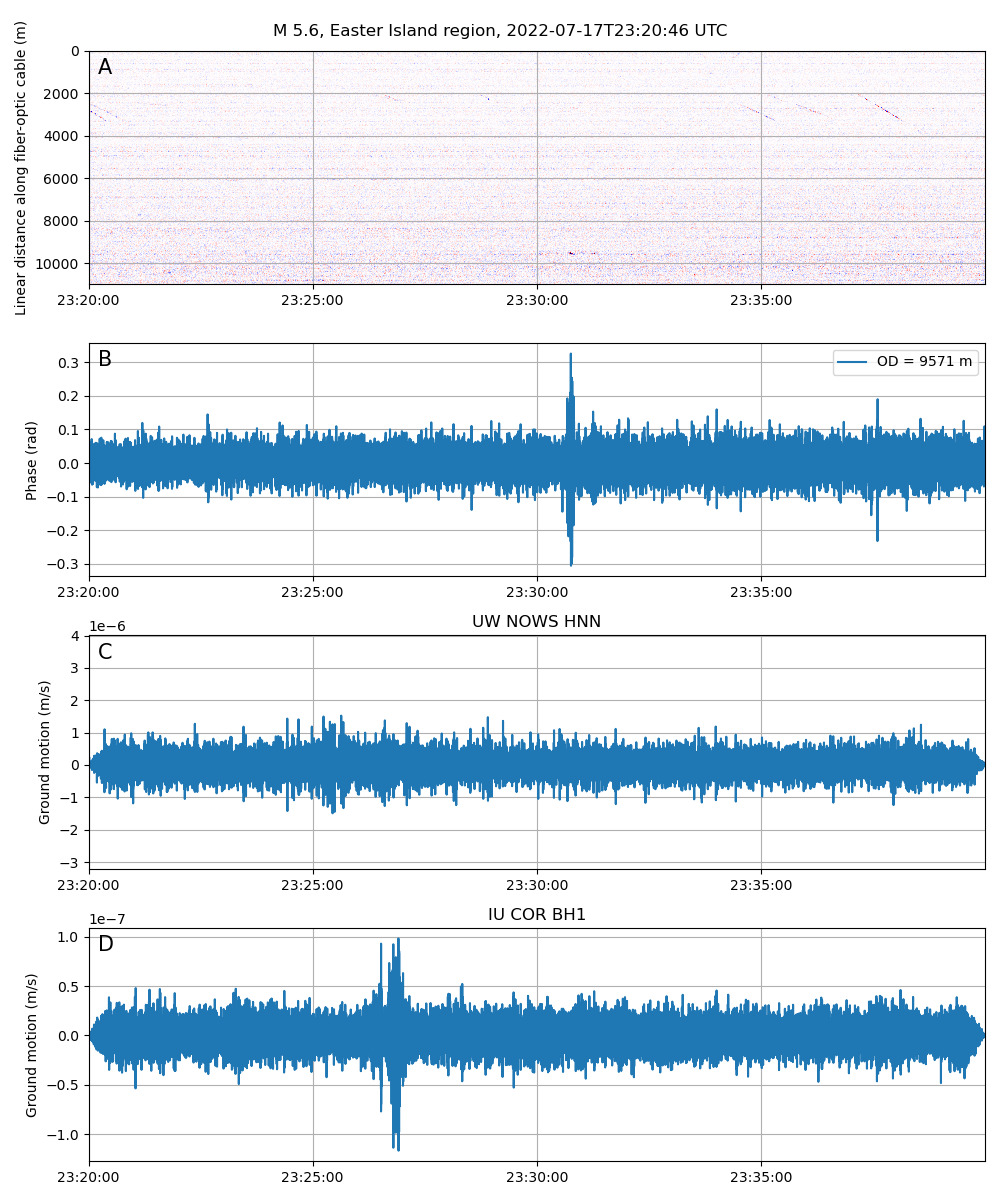 M 5.6, Easter Island region, 2022-07-17T23:20:46 UTC
A
Linear distance along fiber-optic cable (m)
0
2000
4000
6000
8000
10000
23:20:00 23:25:00 23:30:00 23:35:00
B
OD = 9571 m
Phase (rad)
0.3
0.2
0.1
0.0
−0.1
−0.2
−0.3
23:20:00 23:25:00 23:30:00 23:35:00
UW NOWS HNN
1e−6
C
Ground motion (m/s)
4
3
2
1
0
−1
−2
−3
23:20:00 23:25:00 23:30:00 23:35:00
IU COR BH1
1e−7
D
Ground motion (m/s)
1.0
0.5
0.0
−0.5
−1.0
23:20:00 23:25:00 23:30:00 23:35:00